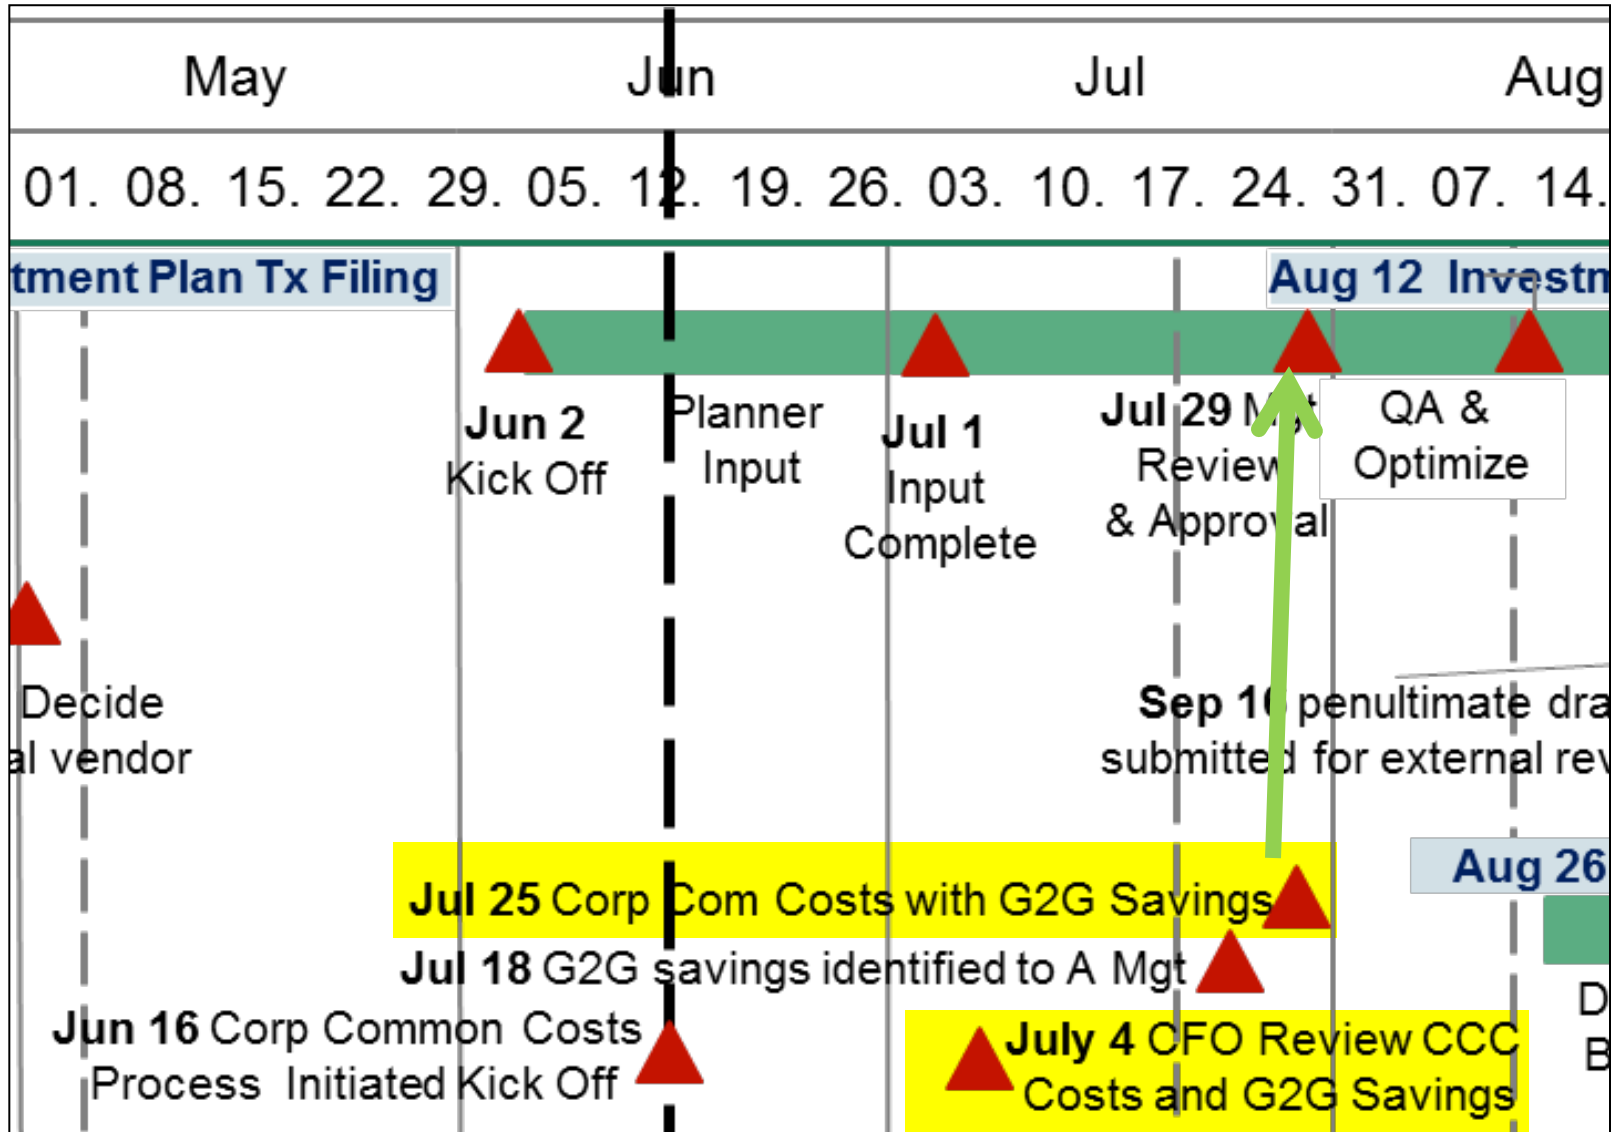 May Jun Jul Aug
01. 08. 15. 22. 29. 05. 12. 19. 26. 03. 10. 17. 24. 31. 07. 14.
tment Plan Tx Filing
Aug 12 Investm
Jun 2
Kick Off
Planner
Input
Jul 1
Input
Complete
Jul 29 Mgt
Review
& Approval
QA &
Optimize
Decide
al vendor
Sep 16 penultimate dra
submitted for external rev
Jul 25 Corp Com Costs with G2G Savings
Aug 26
Jul 18 G2G savings identified to A Mgt
Jun 16 Corp Common Costs
Process Initiated Kick Off
July 4 CFO Review CCC
Costs and G2G Savings
D
B